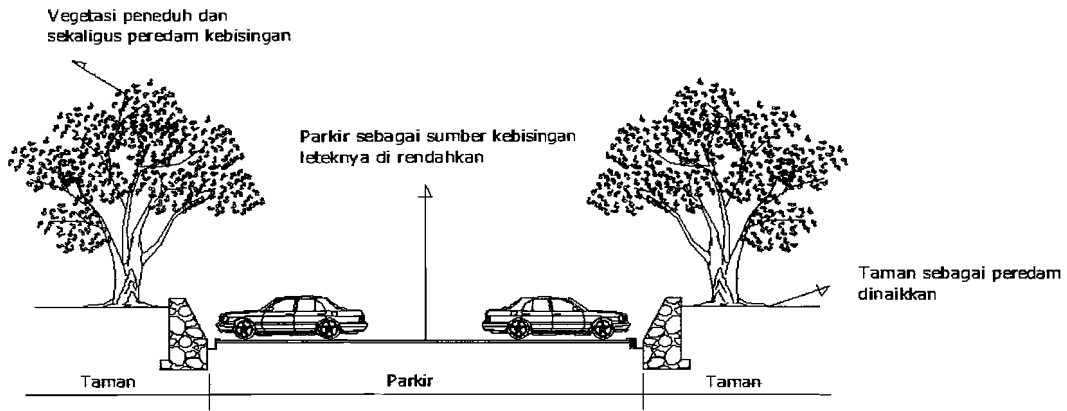 Vegetasi peneduh dan
sekaligus peredam kebisingan
Parkir sebagai sumber kebisingan
leteknya di rendahkan
Taman sebagai peredam
dinaikkan
Taman
Parkir
Taman